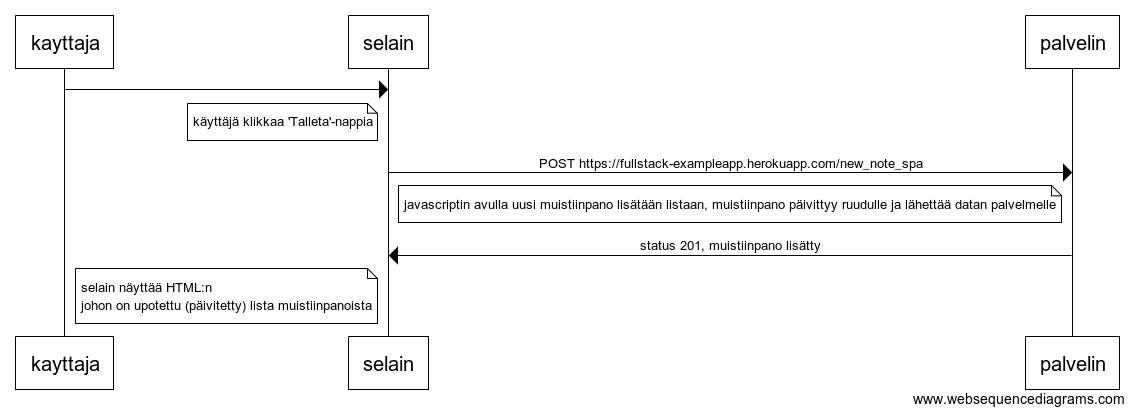 kayttaja
selain
palvelin
käyttäjä klikkaa 'Talleta'-nappia
POST https://fullstack-exampleapp.herokuapp.com/new_note_spa
javascriptin avulla uusi muistiinpano lisätään listaan, muistiinpano päivittyy ruudulle ja lähettää datan palvelmelle
status 201, muistiinpano lisätty
selain näyttää HTML:n
johon on upotettu (päivitetty) lista muistiinpanoista
kayttaja
selain
palvelin
www.websequencediagrams.com